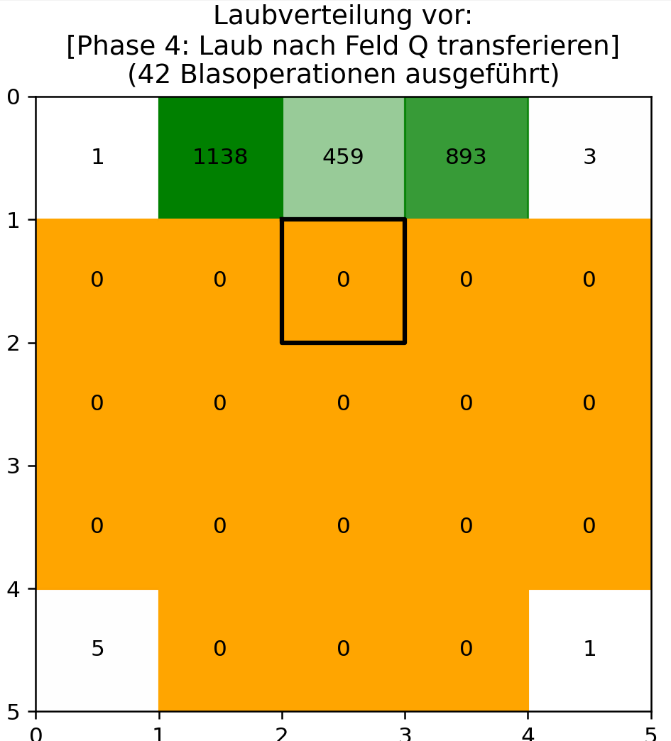 Laubverteilung vor:
[Phase 4: Laub nach Feld Q transferieren]
(42 Blasoperationen ausgeführt)
0
1 1138 459 893 3
1
0 0 0 0 0
2
0 0 0 0 0
3
0 0 0 0 0
4
5 0 0 0 1
5
0 1 2 3 4 5